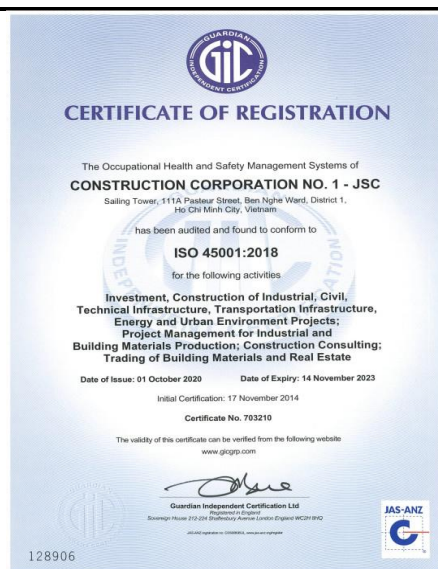 GUARDIAN
GIC
INDEPENDENT CERTIFICATION
CERTIFICATE OF REGISTRATION
The Occupational Health and Safety Management Systems of
CONSTRUCTION CORPORATION NO. 1 - JSC
Sailing Tower, 111A Pasteur Street, Ben Nghe Ward, District 1,
Ho Chi Minh City, Vietnam
has been audited and found to conform to
ISO 45001:2018
for the following activities
Investment, Construction of Industrial, Civil,
Technical Infrastructure, Transportation Infrastructure,
Energy and Urban Environment Projects;
Project Management for Industrial and
Building Materials Production; Construction Consulting;
Trading of Building Materials and Real Estate
Date of Issue: 01 October 2020 Date of Expiry: 14 November 2023
Initial Certification: 17 November 2014
Certificate No. 703210
The validity of this certificate can be verified from the following website
www.gicgrp.com
Guardian Independent Certification Ltd
Registered in England
Sovereign House 212-224 Shaftesbury Avenue London England WC2H 8HQ
JAS-ANZ
128906